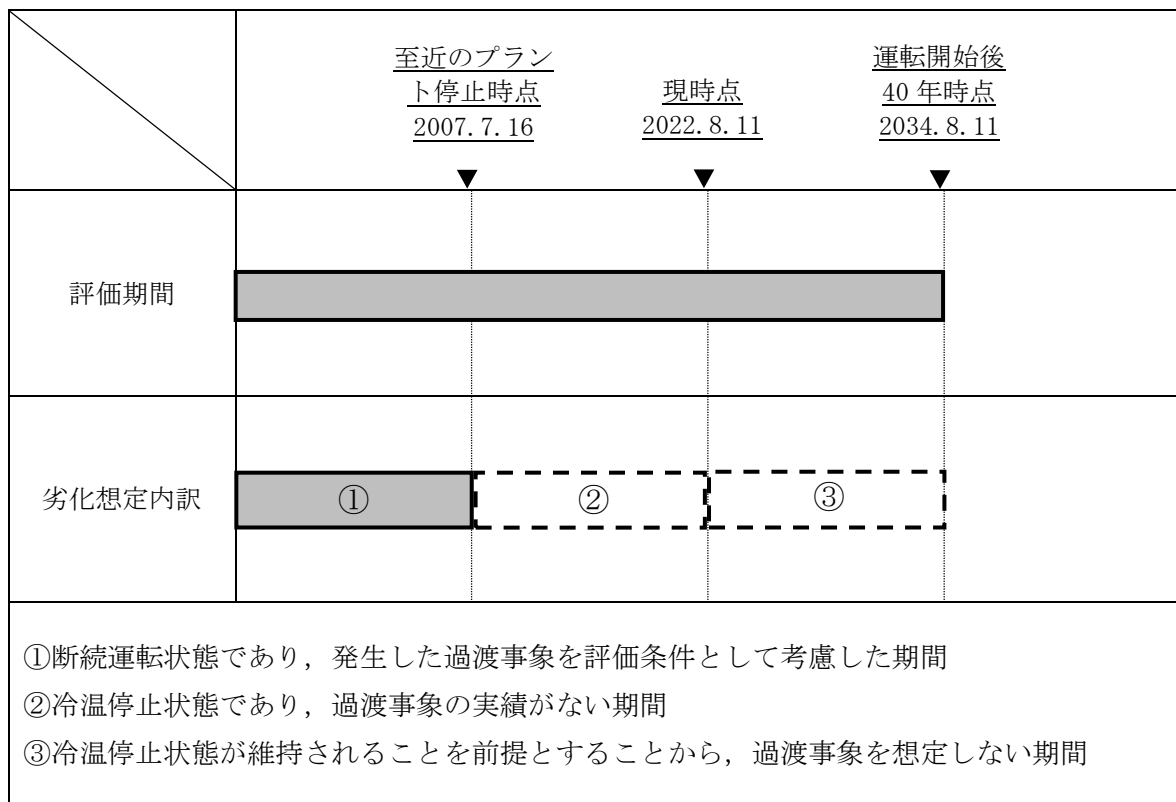 至近のプラン
ト停止時点
2007.7.16
現時点
2022.8.11
運転開始後
40 年時点
2034.8.11
▼
▼
▼
評価期間
劣化想定内訳
①
②
③
①断続運転状態であり，発生した過渡事象を評価条件として考慮した期間
②冷温停止状態であり，過渡事象の実績がない期間
③冷温停止状態が維持されることを前提とすることから，過渡事象を想定しない期間